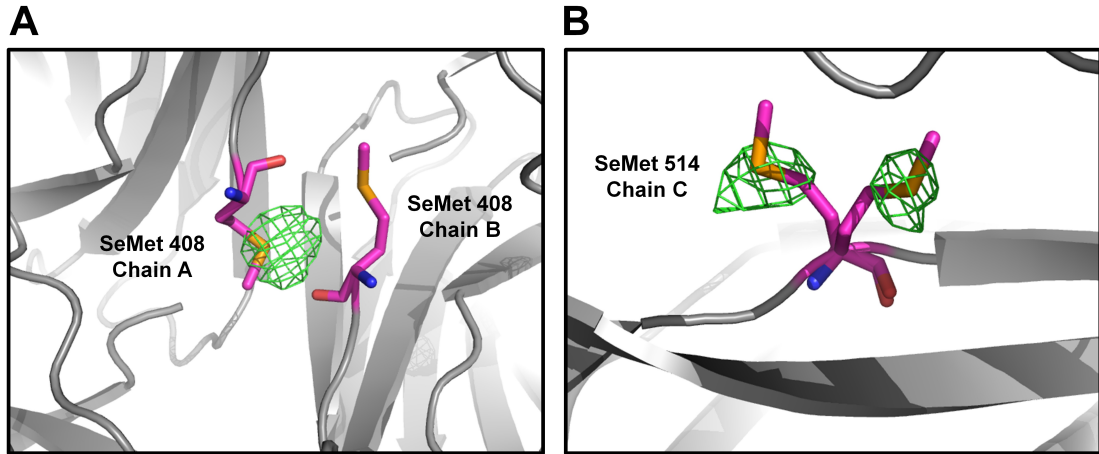 A
B
SeMet 408
Chain A
SeMet 408
Chain B
SeMet 514
Chain C